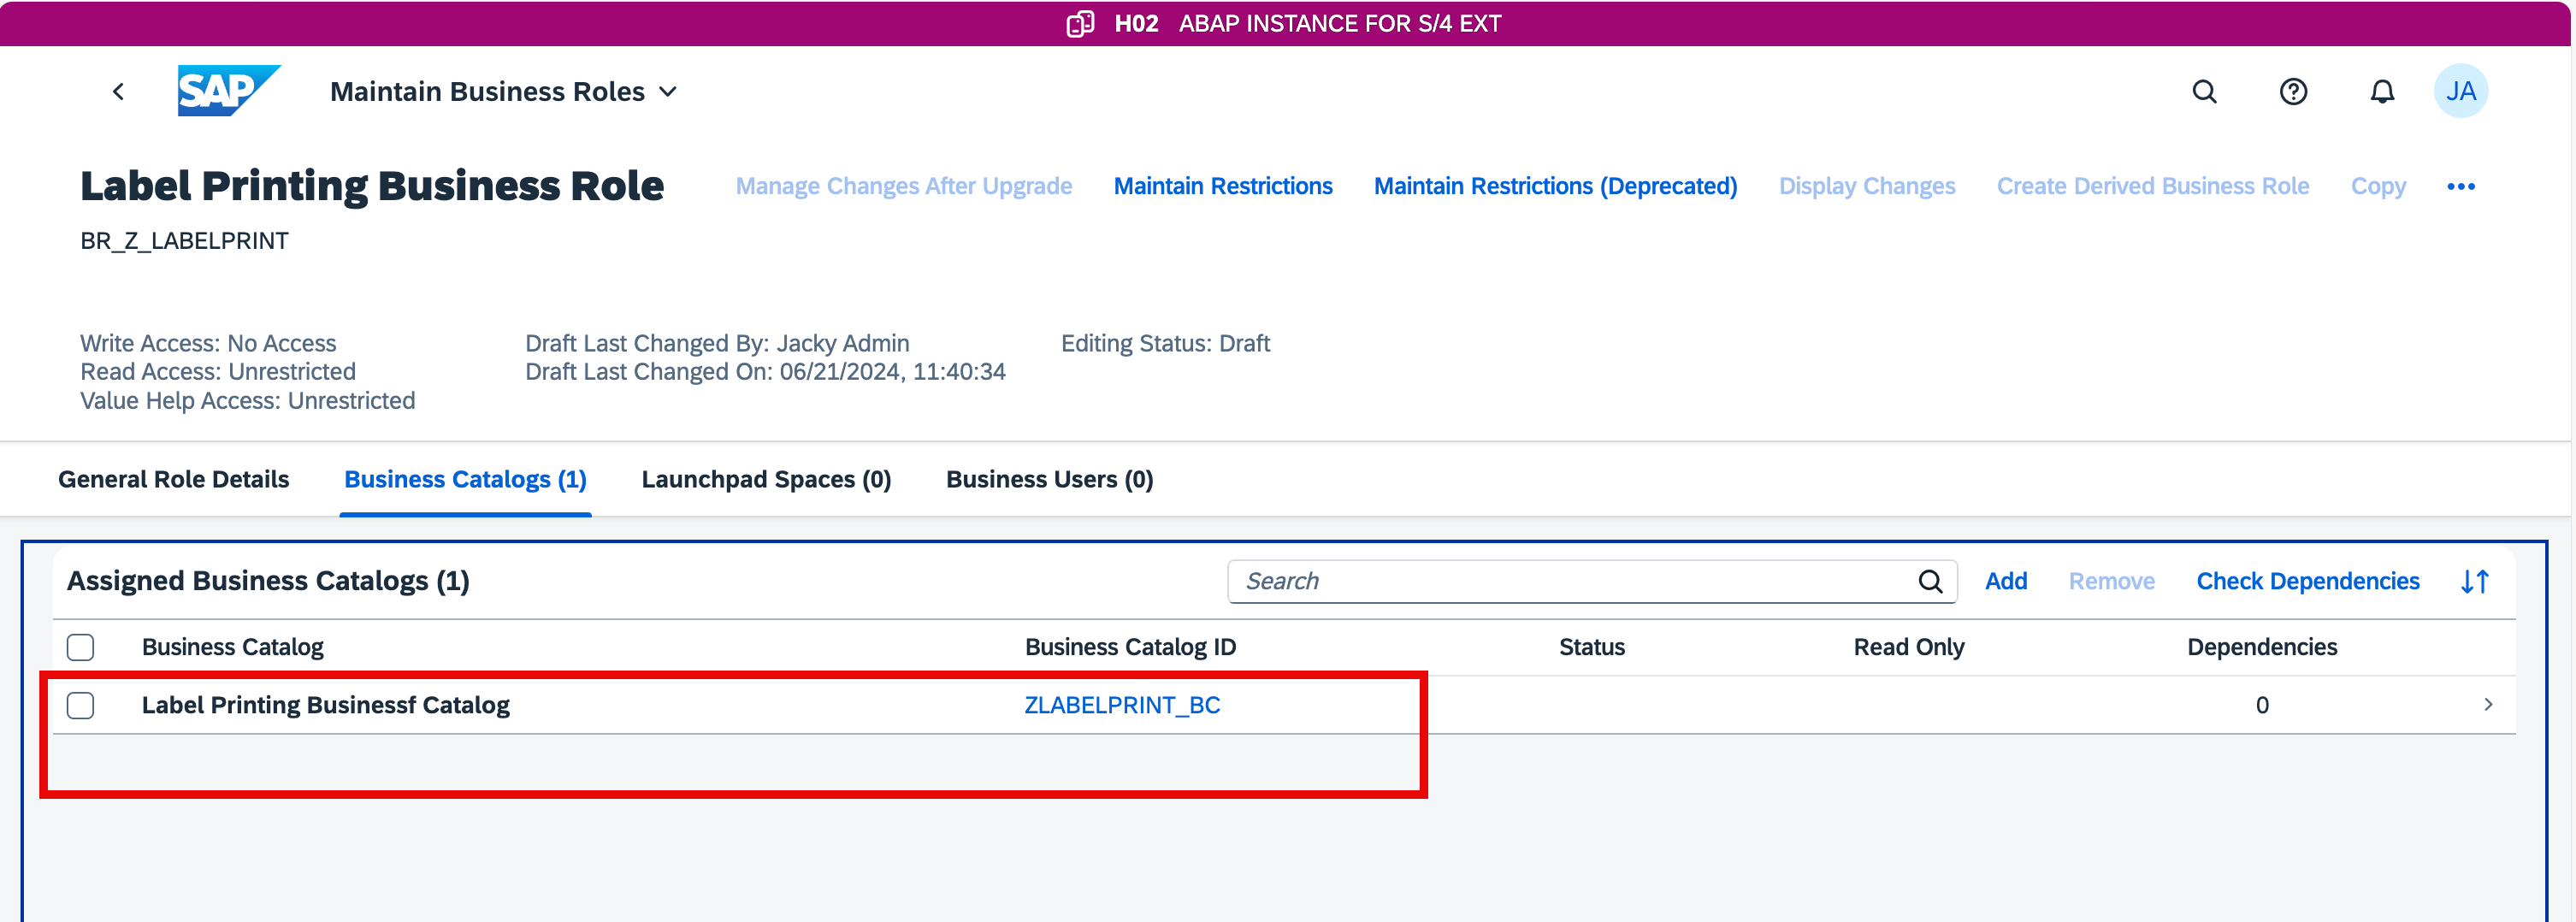 H02 ABAP INSTANCE FOR S/4 EXT
SAP Maintain Business Roles JA
Label Printing Business Role Manage Changes After Upgrade Maintain Restrictions Maintain Restrictions (Deprecated) Display Changes Create Derived Business Role Copy
BR_Z_LABELPRINT
Write Access: No Access Draft Last Changed By: Jacky Admin Editing Status: Draft
Read Access: Unrestricted Draft Last Changed On: 06/21/2024, 11:40:34
Value Help Access: Unrestricted
General Role Details Business Catalogs (1) Launchpad Spaces (0) Business Users (0)
Assigned Business Catalogs (1) Search Add Remove Check Dependencies
Business Catalog Business Catalog ID Status Read Only Dependencies
Label Printing Businessf Catalog ZLABELPRINT_BC 0